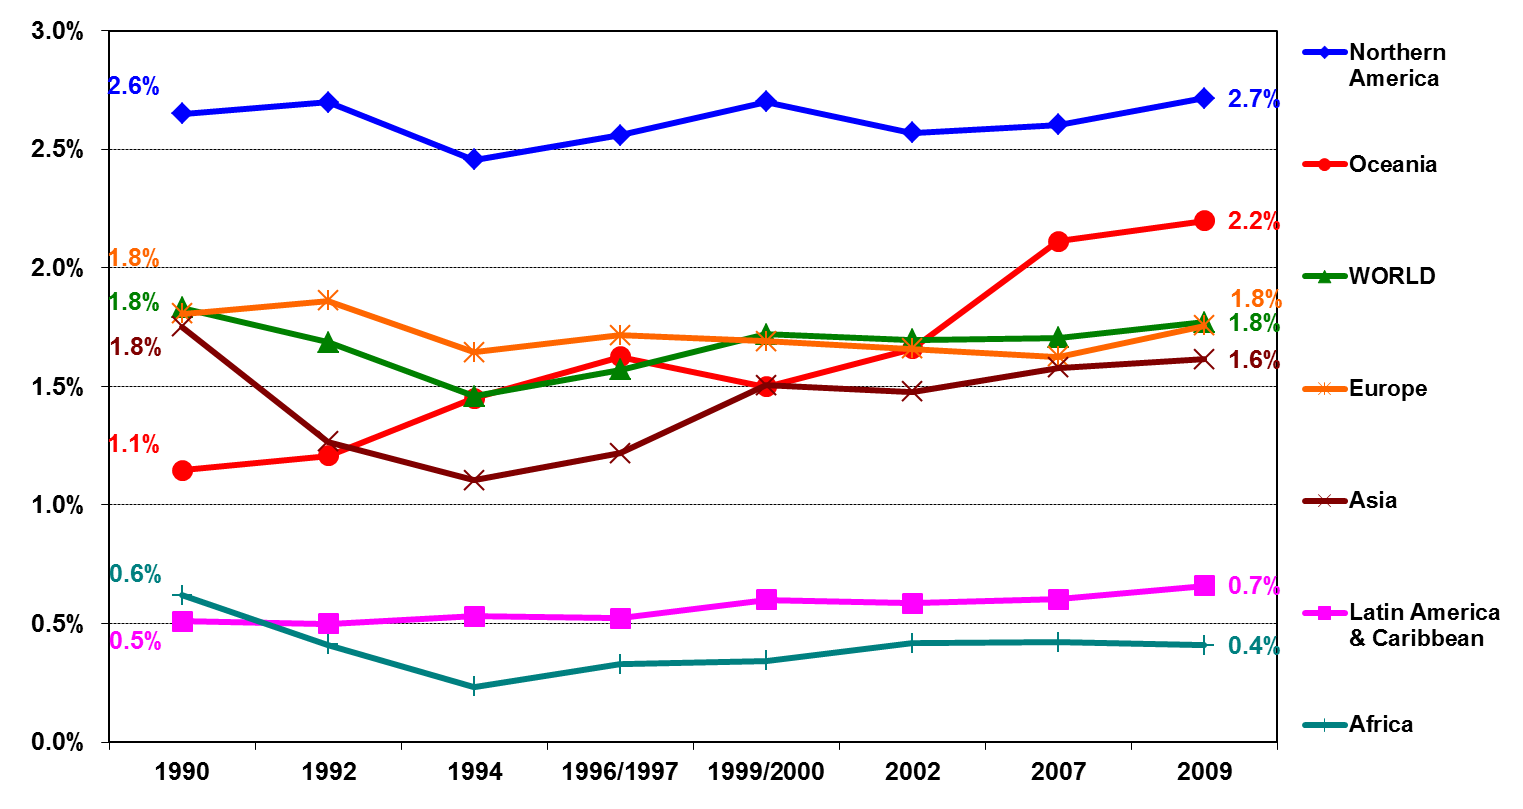 3.0%
2.5%
2.0%
1.5%
1.0%
0.5%
0.0%
2.6%
1.8%
1.8%
1.8%
1.1%
0.6%
0.5%
2.7%
2.2%
1.8%
1.8%
1.6%
0.7%
0.4%
1990 1992 1994 1996/1997 1999/2000 2002 2007 2009
Northern
America
Oceania
WORLD
Europe
Asia
Latin America
& Caribbean
Africa